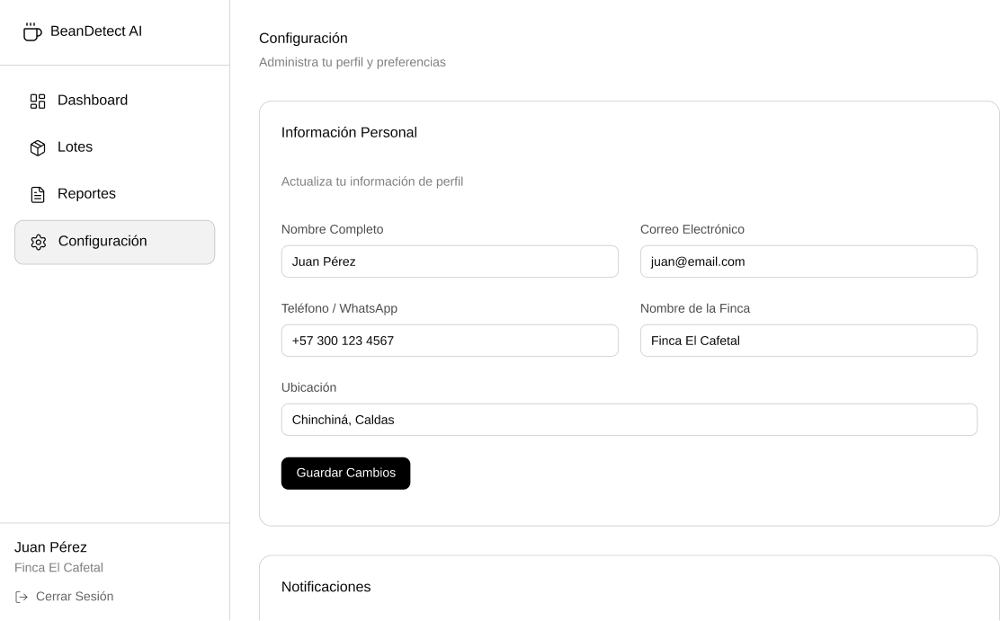 BeanDetect AI
Dashboard
Lotes
Reportes
Configuración
Juan Pérez
Finca El Cafetal
Cerrar Sesión
Configuración
Administra tu perfil y preferencias
Información Personal
Actualiza tu información de perfil
Nombre Completo
Juan Pérez
Correo Electrónico
juan@email.com
Teléfono / WhatsApp
+57 300 123 4567
Nombre de la Finca
Finca El Cafetal
Ubicación
Chinchiná, Caldas
Guardar Cambios
Notificaciones